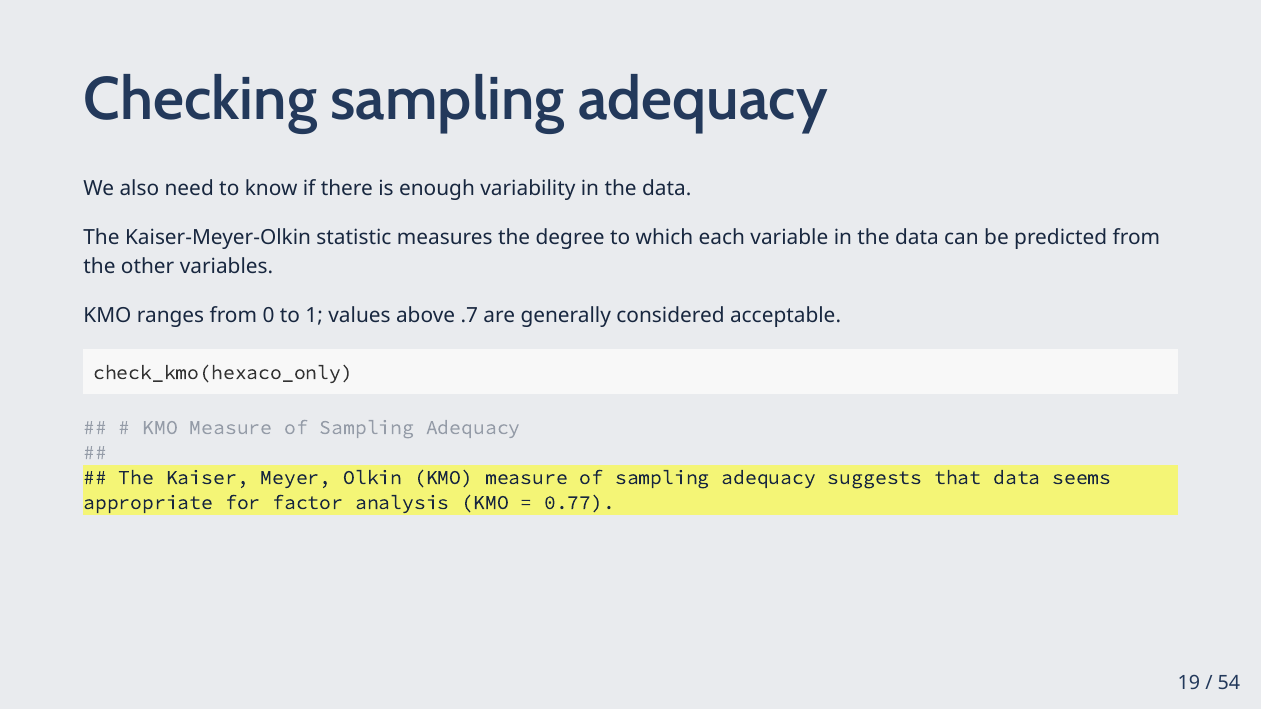 Checking sampling adequacy
We also need to know if there is enough variability in the data.
The Kaiser-Meyer-Olkin statistic measures the degree to which each variable in the data can be predicted from
the other variables.
KMO ranges from 0 to 1; values above .7 are generally considered acceptable.
check_kmo(hexaco_only)
## # KMO Measure of Sampling Adequacy
##
## The Kaiser, Meyer, Olkin (KMO) measure of sampling adequacy suggests that data seems
appropriate for factor analysis (KMO = 0.77).
19 / 54